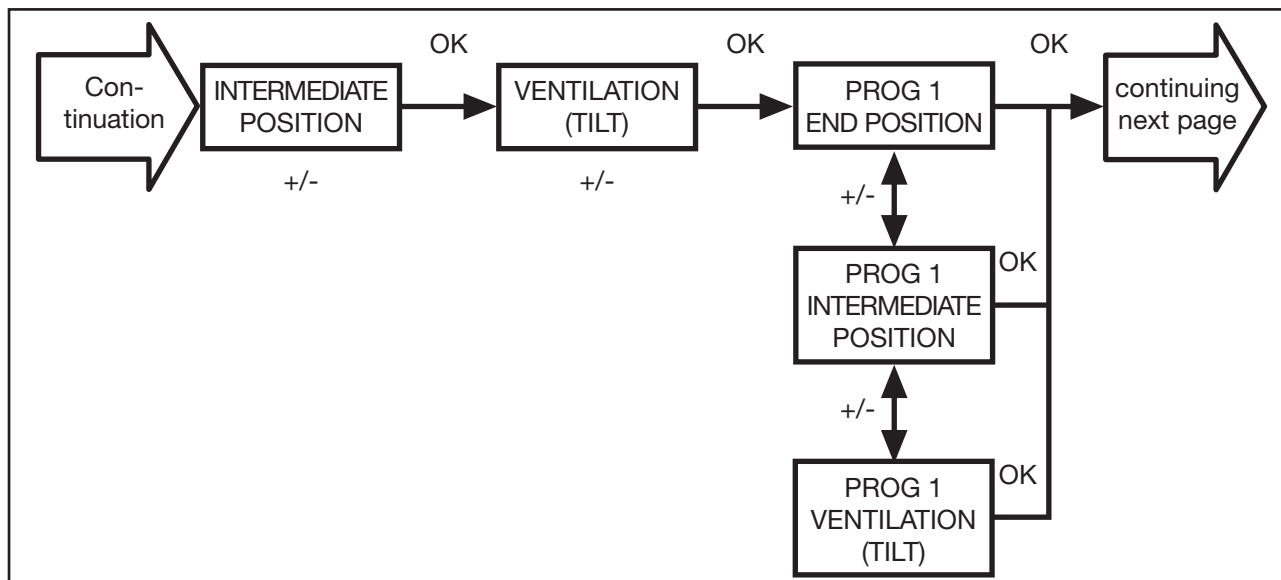 Con-
tinuation
INTERMEDIATE
POSITION
+/-
OK
VENTILATION
(TILT)
+/-
OK
PROG 1
END POSITION
OK
continuing
next page
+/-
PROG 1
INTERMEDIATE
POSITION
OK
+/-
PROG 1
VENTILATION
(TILT)
OK